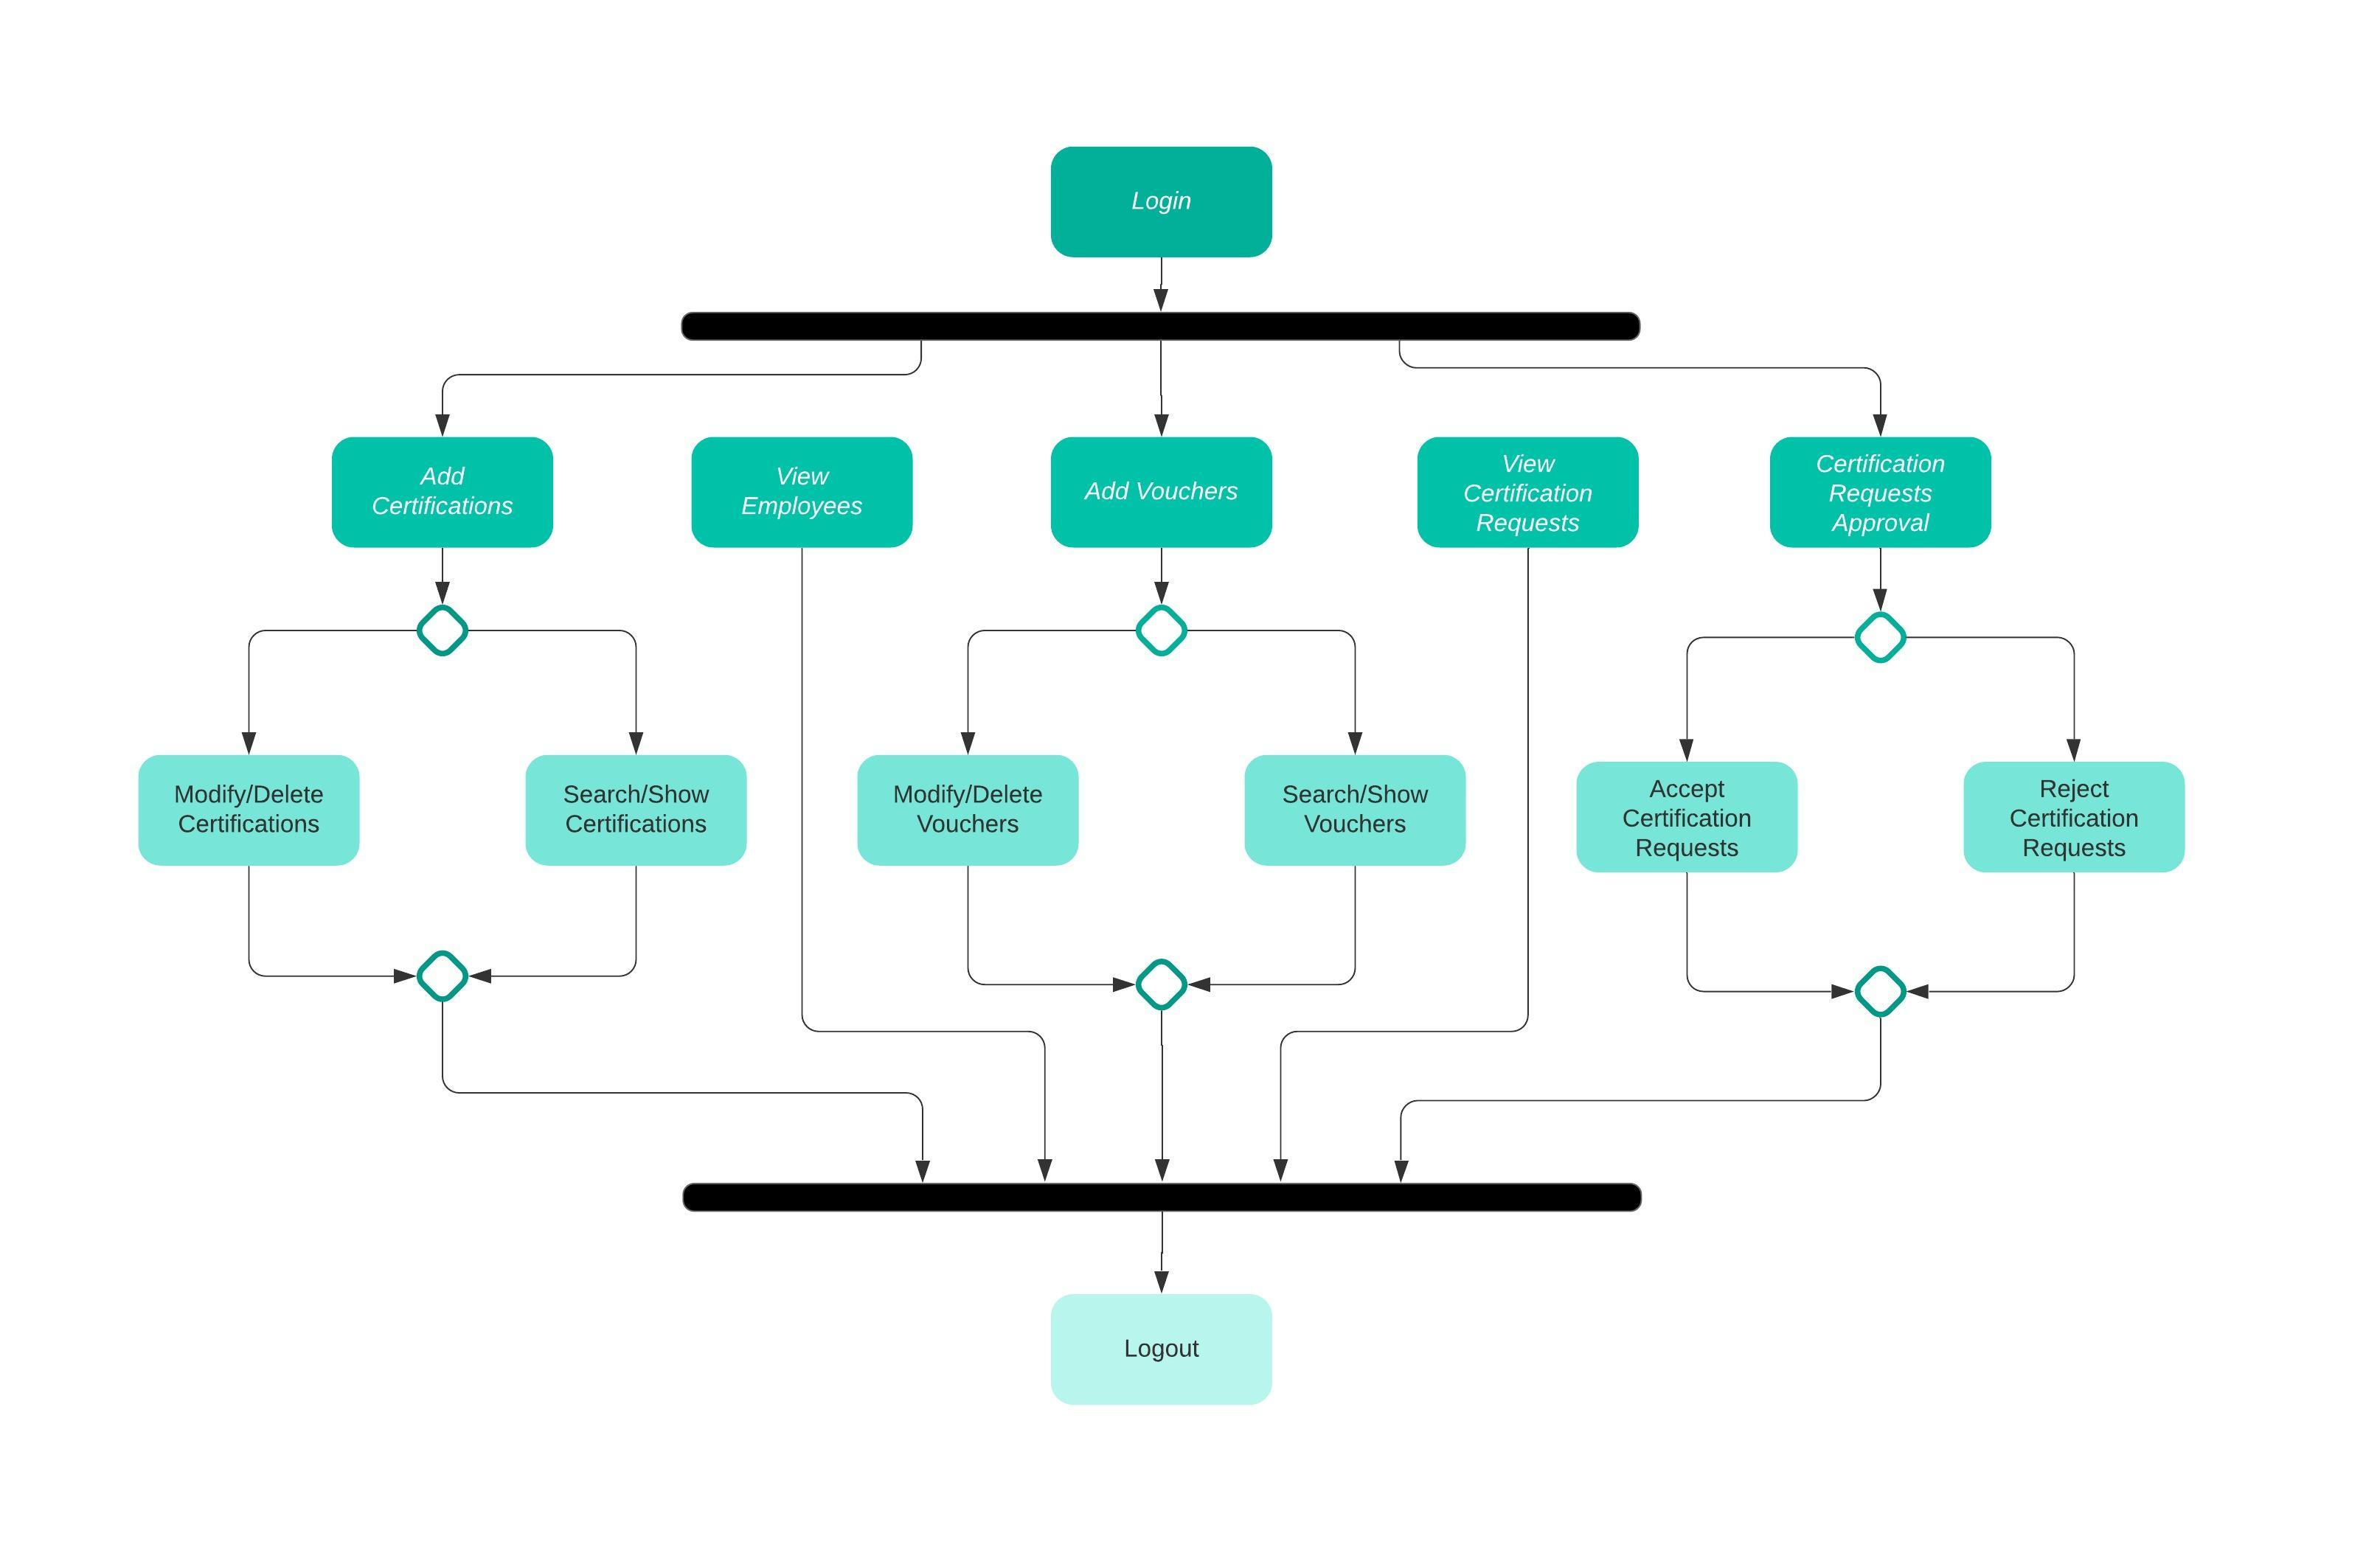 Login
Add
Certifications
View
Employees
Add Vouchers
View
Certification
Requests
Certification
Requests
Approval
Modify/Delete
Certifications
Search/Show
Certifications
Modify/Delete
Vouchers
Search/Show
Vouchers
Accept
Certification
Requests
Reject
Certification
Requests
Logout